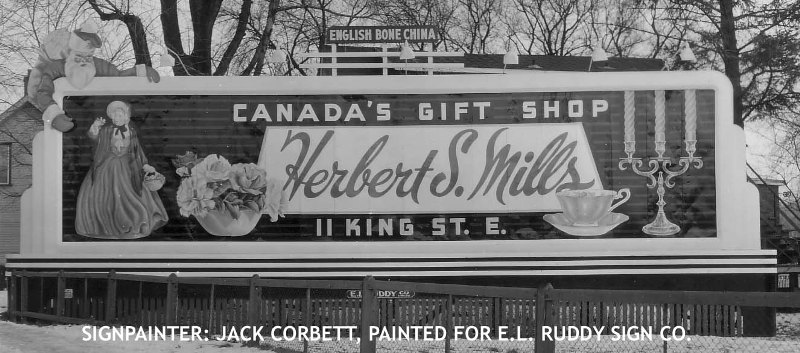 ENGLISH BONE CHINA
CANADA'S GIFT SHOP
Herbert S. Mills
11 KING ST. E.
E.L. RUDDY CO.
SIGNPAINTER: JACK CORBETT, PAINTED FOR E.L. RUDDY SIGN CO.